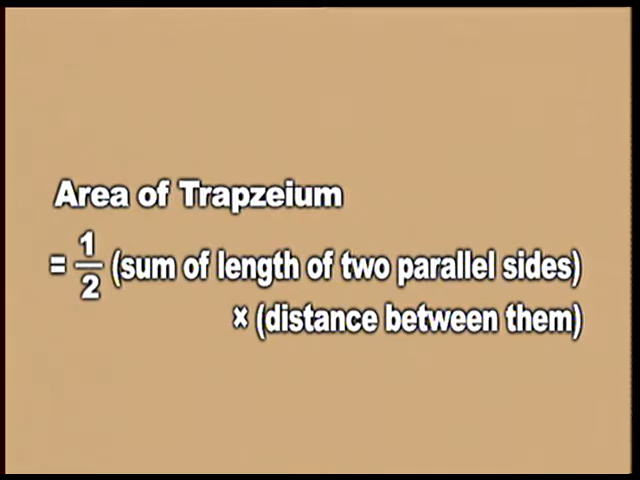 Area of Trapzeium
= 1/2 (sum of length of two parallel sides)
× (distance between them)